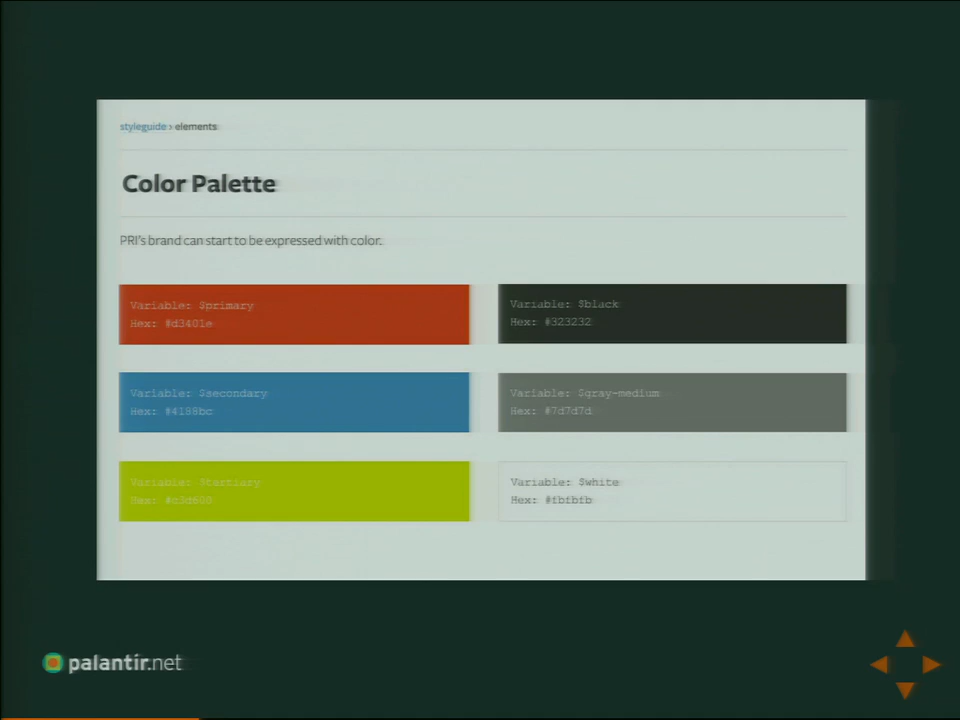 styleguide › elements
Color Palette
PRI's brand can start to be expressed with color.
Variable: $primary
Hex: #d3401e
Variable: $black
Hex: #323232
Variable: $secondary
Hex: #4188bc
Variable: $gray-medium
Hex: #7d7d7d
Variable: $tertiary
Hex: #c3d600
Variable: $white
Hex: #fbfbfb
palantir.net